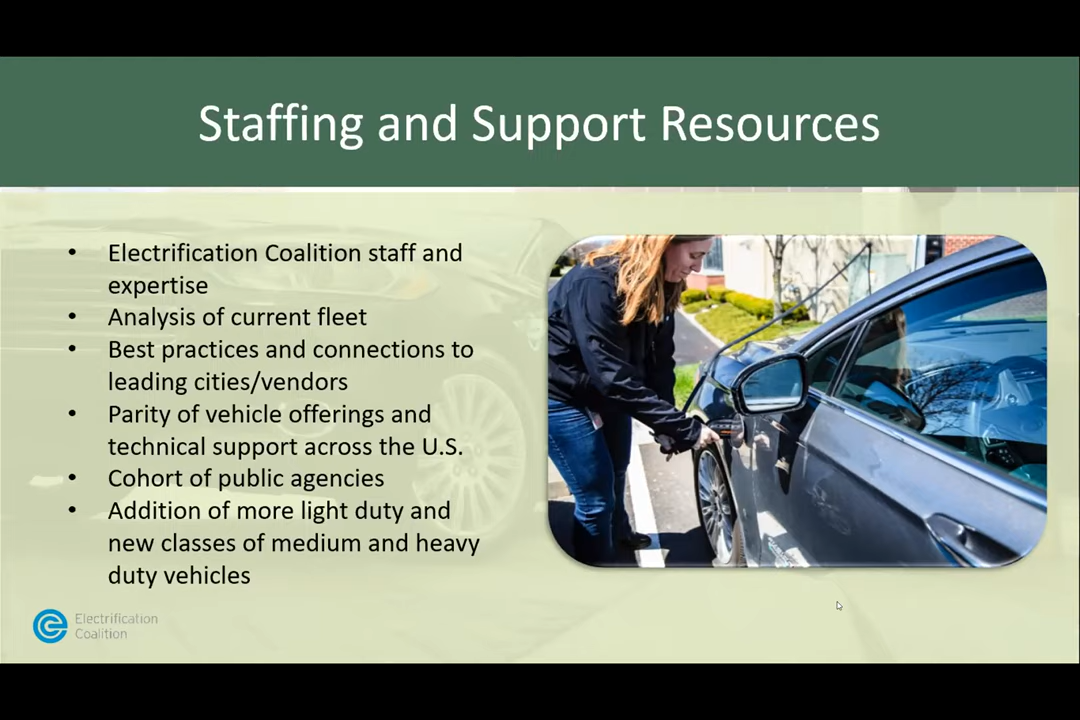 Staffing and Support Resources
• Electrification Coalition staff and
expertise
• Analysis of current fleet
• Best practices and connections to
leading cities/vendors
• Parity of vehicle offerings and
technical support across the U.S.
• Cohort of public agencies
• Addition of more light duty and
new classes of medium and heavy
duty vehicles
Electrification
Coalition